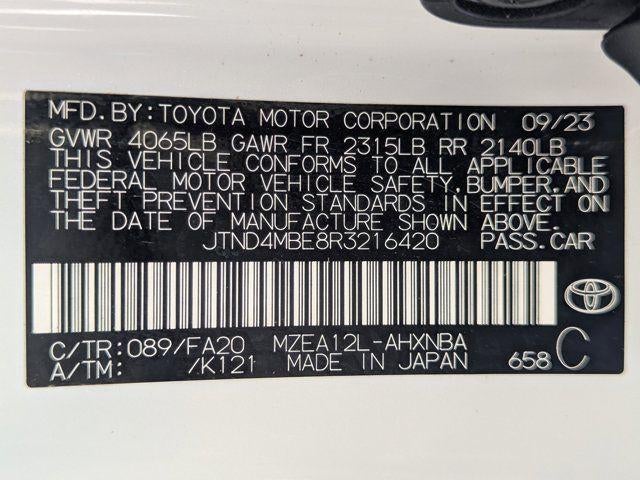 MFD. BY: TOYOTA MOTOR CORPORATION 09/23
GVWR 4065LB GAWR FR 2315LB RR 2140LB
THIS VEHICLE CONFORMS TO ALL APPLICABLE
FEDERAL MOTOR VEHICLE SAFETY, BUMPER, AND
THEFT PREVENTION STANDARDS IN EFFECT ON
THE DATE OF MANUFACTURE SHOWN ABOVE.
JTND4MBE8R3216420 PASS. CAR
C/TR: 089/FA20 MZEA12L-AHXNBA
A/TM: /K121 MADE IN JAPAN 658 C